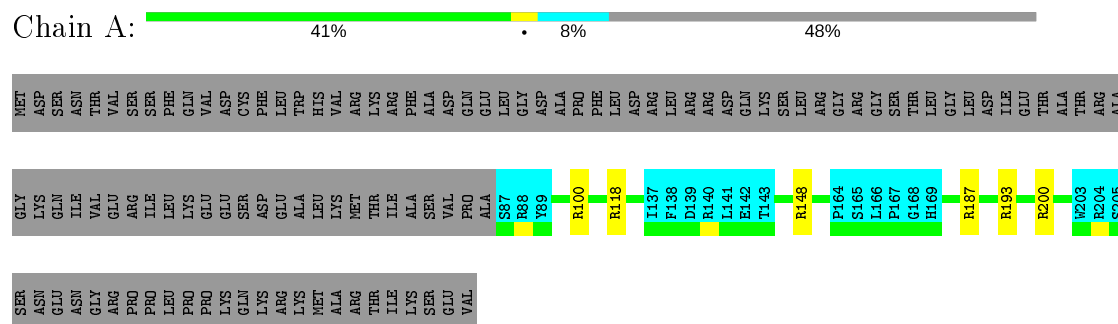 Chain A:
41% • 8% 48%
MET ASP SER ASN THR VAL SER SER PHE GLN VAL ASP CYS PHE LEU TRP HIS VAL ARG LYS ARG PHE ALA ASP GLN GLU LEU GLY ASP ALA PRO PHE LEU ASP ARG LEU ARG ARG ASP GLN LYS SER LEU ARG GLY ARG GLY SER THR LEU GLY LEU ASP ILE GLU THR ALA THR ARG ALA
GLY LYS GLN ILE VAL GLU ARG ILE LEU LYS GLU GLU SER ASP GLU ALA LEU LYS MET THR ILE ALA SER VAL PRO ALA S87 R88 Y89 R100 R118 I137 F138 D139 R140 L141 E142 T143 R148 P164 S165 L166 P167 G168 H169 R187 R193 R200 W203 R204 S205
SER ASN GLU ASN GLY ARG PRO PRO LEU PRO PRO LYS GLN LYS ARG LYS MET ALA ARG THR ILE LYS SER GLU VAL